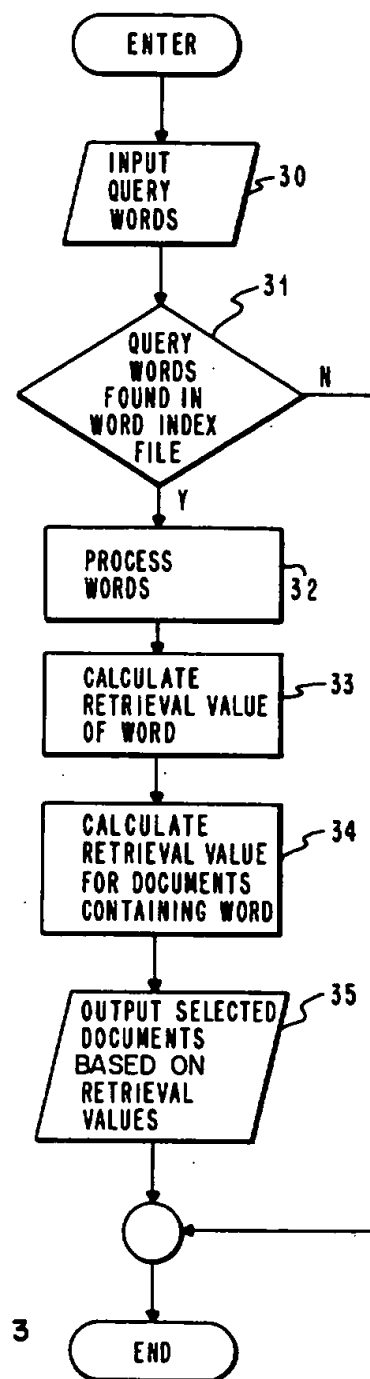 ENTER
INPUT
QUERY
WORDS
30
31
QUERY
WORDS
FOUND IN
WORD INDEX
FILE
N
Y
PROCESS
WORDS
32
CALCULATE
RETRIEVAL VALUE
OF WORD
33
CALCULATE
RETRIEVAL VALUE
FOR DOCUMENTS
CONTAINING WORD
34
OUTPUT SELECTED
DOCUMENTS
BASED ON
RETRIEVAL
VALUES
35
3
END